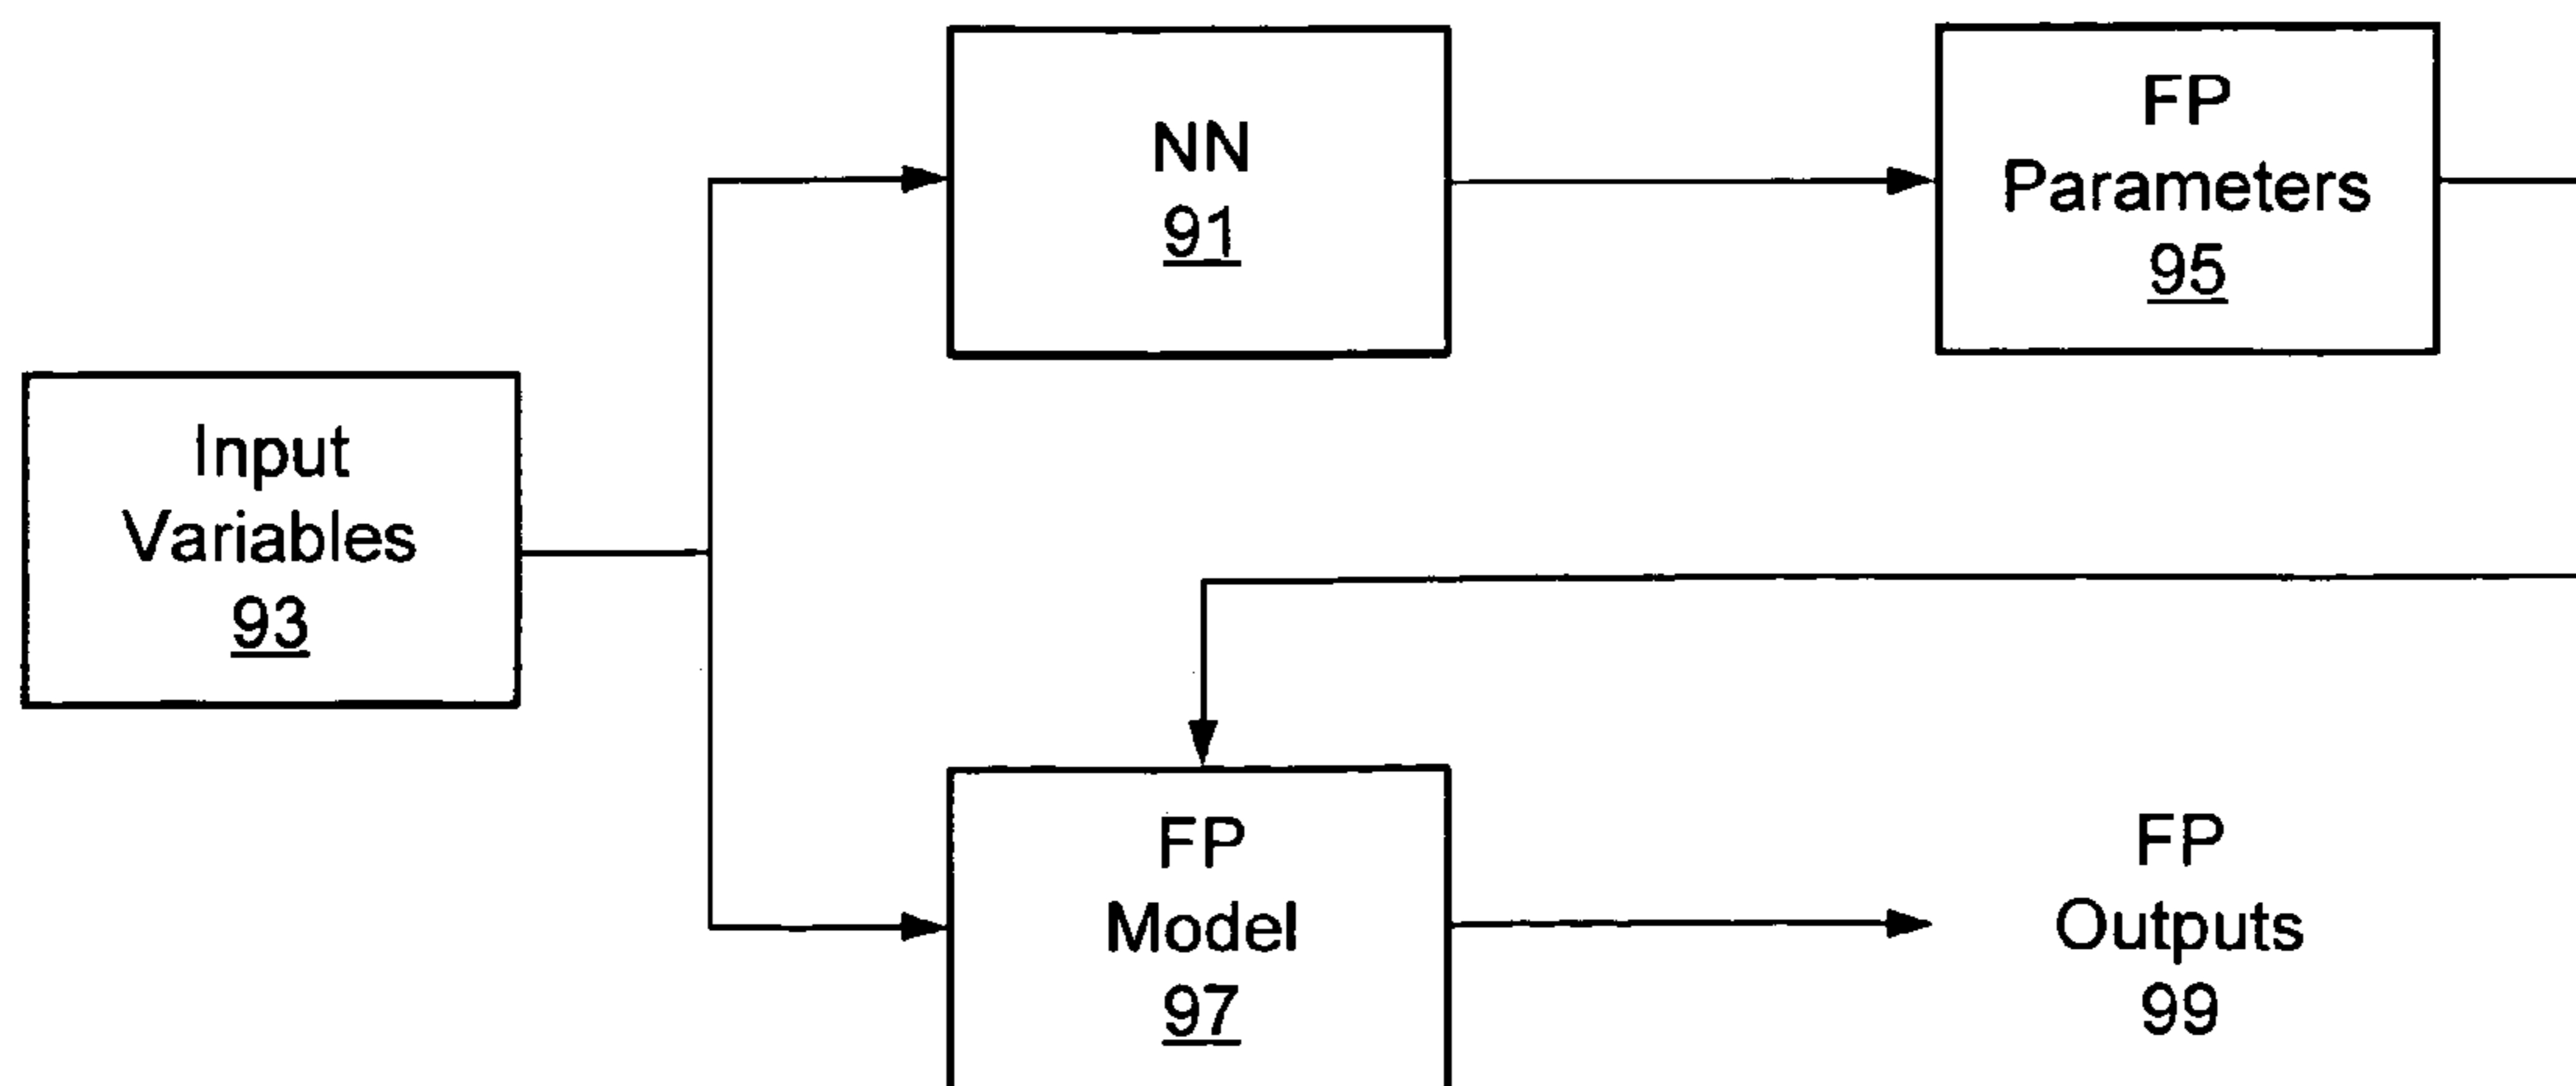 NN
91
FP
Parameters
95
Input
Variables
93
FP
Model
97
FP
Outputs
99